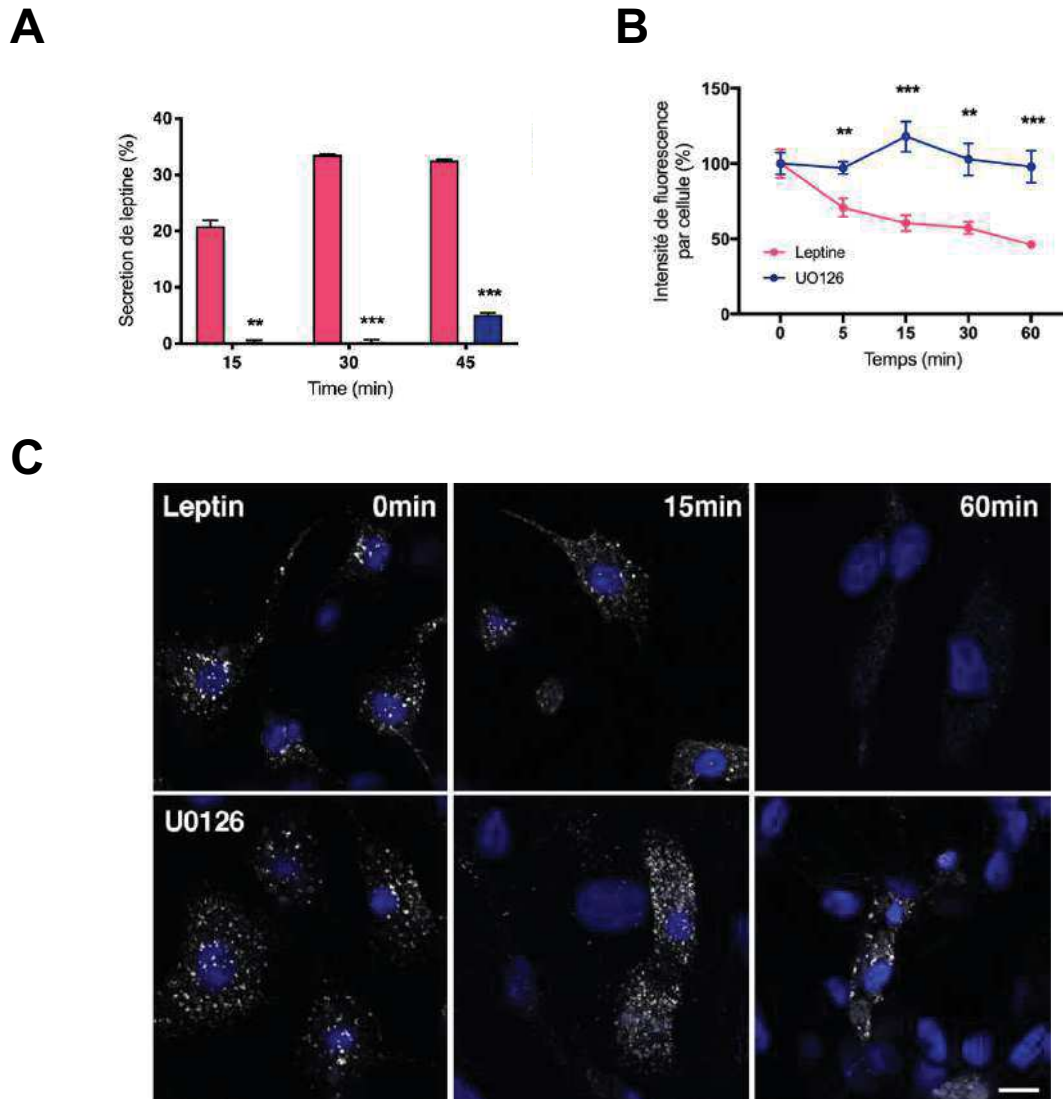 A
40
30
20
10
0
Secretion de leptine (%)
**
***
***
15
30
45
Time (min)
B
150
100
50
0
Intensité de fluorescence
par cellule (%)
**
***
**
***
Leptine
UO126
0
5
15
30
60
Temps (min)
C
Leptin
0min
15min
60min
U0126